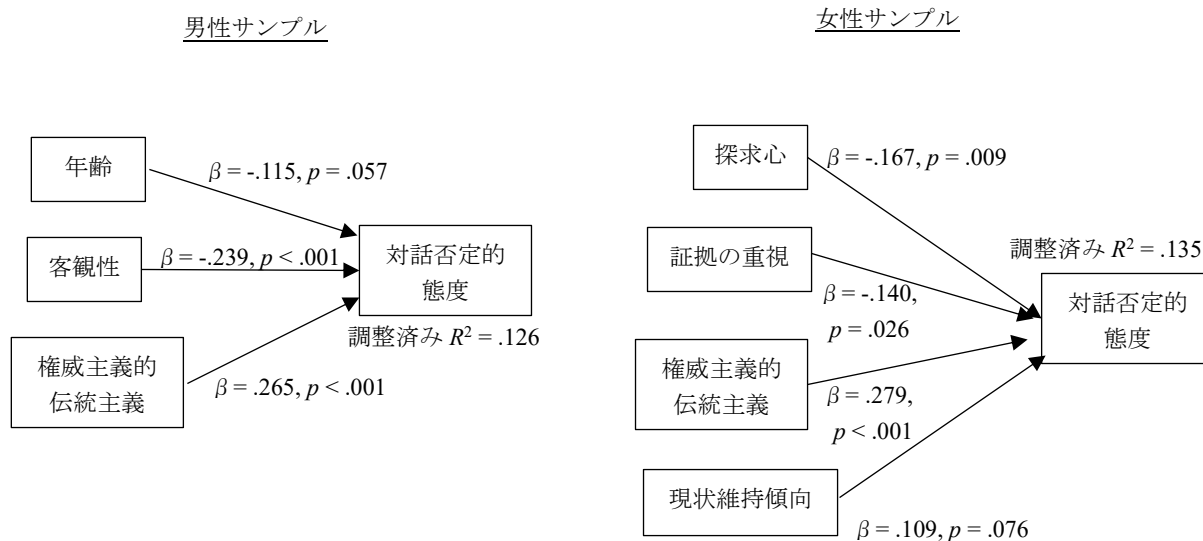 男性サンプル
年齢
β = -.115, p = .057
客観性
β = -.239, p < .001
対話否定的
態度
調整済み R² = .126
権威主義的
伝統主義
β = .265, p < .001
女性サンプル
探求心
β = -.167, p = .009
証拠の重視
β = -.140,
p = .026
調整済み R² = .135
対話否定的
態度
権威主義的
伝統主義
β = .279,
p < .001
現状維持傾向
β = .109, p = .076